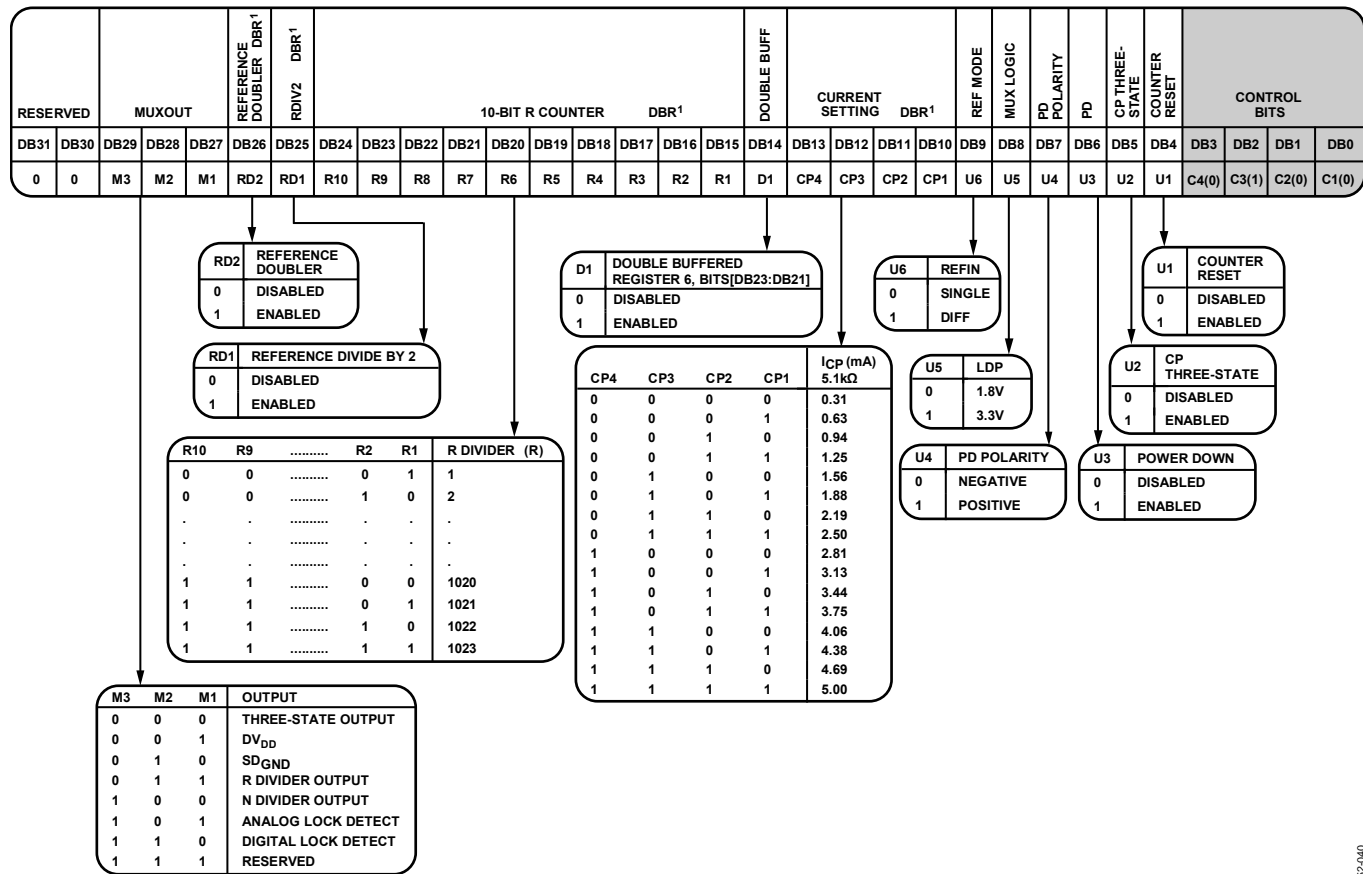 RESERVED
MUXOUT
REFERENCE DOUBLER DBR1
RDIV2 DBR1
10-BIT R COUNTER DBR1
DOUBLE BUFF
CURRENT SETTING DBR1
REF MODE
MUX LOGIC
PD POLARITY
PD
CP THREE-STATE
COUNTER RESET
CONTROL BITS
DB31 DB30 DB29 DB28 DB27 DB26 DB25 DB24 DB23 DB22 DB21 DB20 DB19 DB18 DB17 DB16 DB15 DB14 DB13 DB12 DB11 DB10 DB9 DB8 DB7 DB6 DB5 DB4 DB3 DB2 DB1 DB0
0 0 M3 M2 M1 RD2 RD1 R10 R9 R8 R7 R6 R5 R4 R3 R2 R1 D1 CP4 CP3 CP2 CP1 U6 U5 U4 U3 U2 U1 C4(0) C3(1) C2(0) C1(0)
RD2 REFERENCE DOUBLER
0 DISABLED
1 ENABLED
RD1 REFERENCE DIVIDE BY 2
0 DISABLED
1 ENABLED
R10 R9 .......... R2 R1 R DIVIDER (R)
0 0 .......... 0 1 1
0 0 .......... 1 0 2
. . .......... . . .
. . .......... . . .
. . .......... . . .
1 1 .......... 0 0 1020
1 1 .......... 0 1 1021
1 1 .......... 1 0 1022
1 1 .......... 1 1 1023
M3 M2 M1 OUTPUT
0 0 0 THREE-STATE OUTPUT
0 0 1 DVDD
0 1 0 SDGND
0 1 1 R DIVIDER OUTPUT
1 0 0 N DIVIDER OUTPUT
1 0 1 ANALOG LOCK DETECT
1 1 0 DIGITAL LOCK DETECT
1 1 1 RESERVED
D1 DOUBLE BUFFERED
REGISTER 6, BITS[DB23:DB21]
0 DISABLED
1 ENABLED
CP4 CP3 CP2 CP1 ICP (mA)
5.1kΩ
0 0 0 0 0.31
0 0 0 1 0.63
0 0 1 0 0.94
0 0 1 1 1.25
0 1 0 0 1.56
0 1 0 1 1.88
0 1 1 0 2.19
0 1 1 1 2.50
1 0 0 0 2.81
1 0 0 1 3.13
1 0 1 0 3.44
1 0 1 1 3.75
1 1 0 0 4.06
1 1 0 1 4.38
1 1 1 0 4.69
1 1 1 1 5.00
U6 REFIN
0 SINGLE
1 DIFF
U5 LDP
0 1.8V
1 3.3V
U4 PD POLARITY
0 NEGATIVE
1 POSITIVE
U1 COUNTER
RESET
0 DISABLED
1 ENABLED
U2 CP
THREE-STATE
0 DISABLED
1 ENABLED
U3 POWER DOWN
0 DISABLED
1 ENABLED